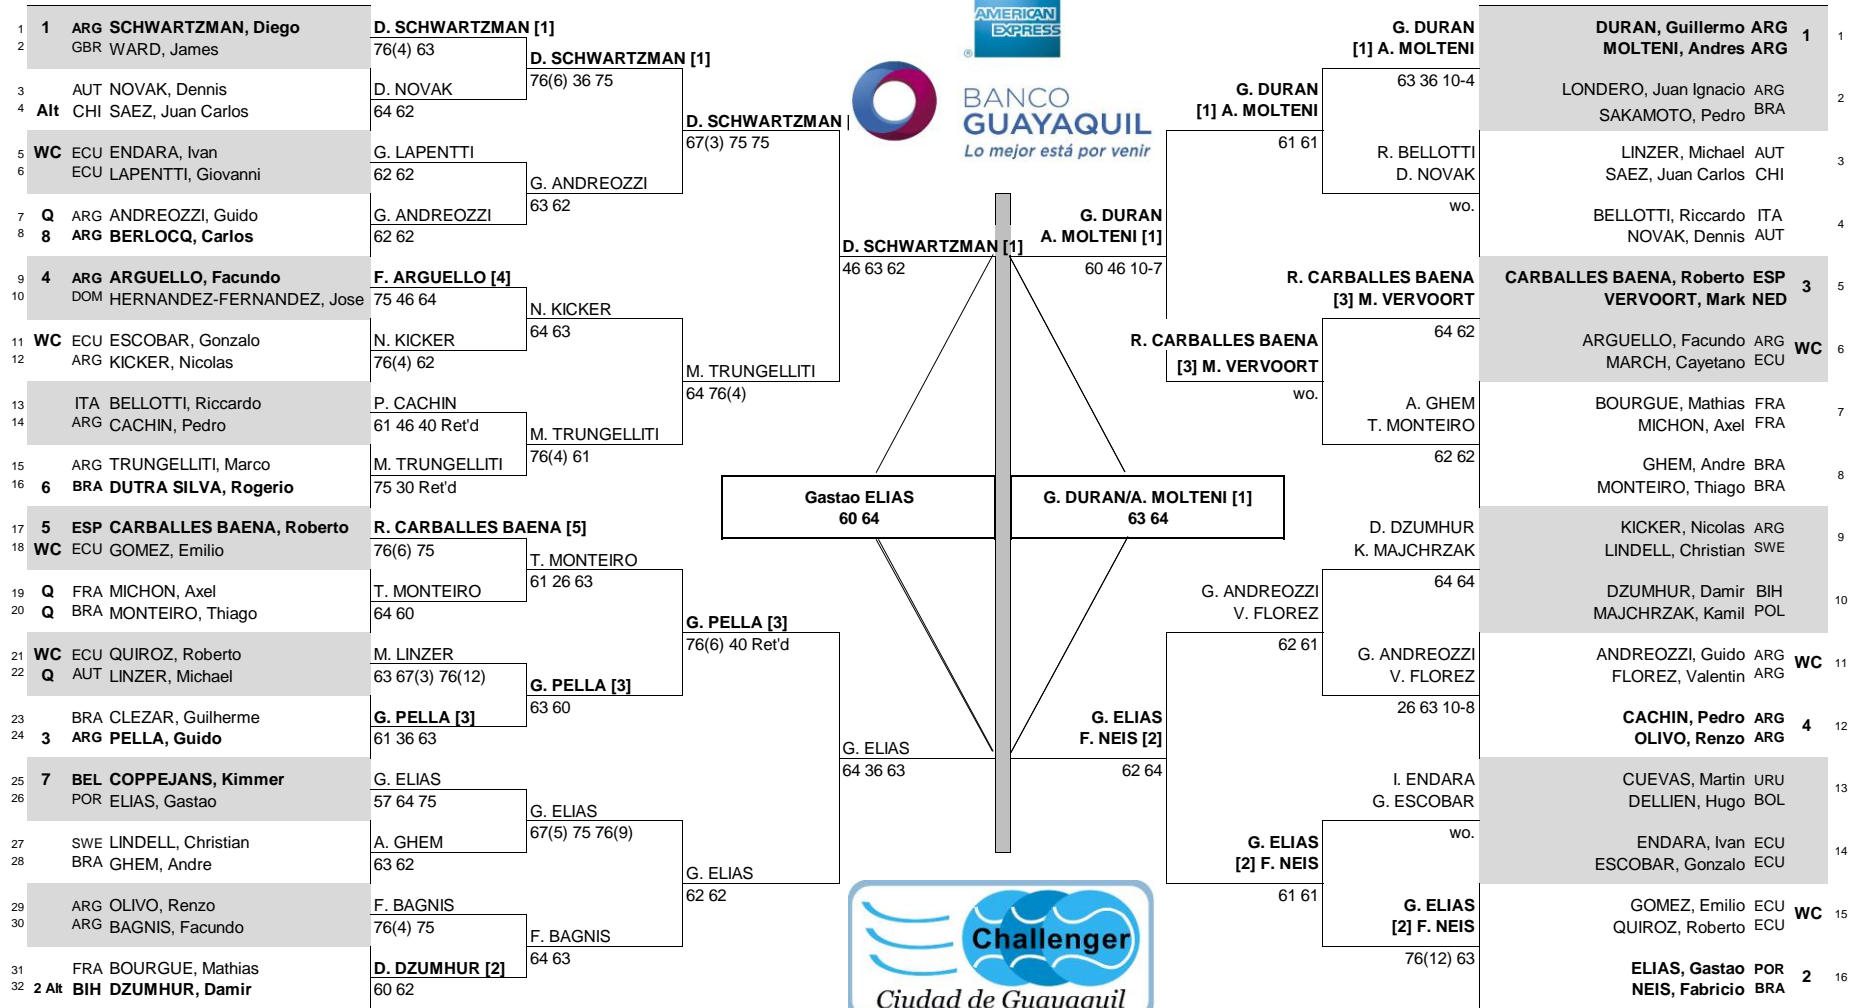 AMERICAN
EXPRESS
®
BANCO
GUAYAQUIL
Lo mejor está por venir
1 1 ARG SCHWARTZMAN, Diego
2 GBR WARD, James
3 AUT NOVAK, Dennis
4 Alt CHI SAEZ, Juan Carlos
5 WC ECU ENDARA, Ivan
6 ECU LAPENTTI, Giovanni
7 Q ARG ANDREOZZI, Guido
8 8 ARG BERLOCQ, Carlos
9 4 ARG ARGUELLO, Facundo
10 DOM HERNANDEZ-FERNANDEZ, Jose
11 WC ECU ESCOBAR, Gonzalo
12 ARG KICKER, Nicolas
13 ITA BELLOTTI, Riccardo
14 ARG CACHIN, Pedro
15 ARG TRUNGELLITI, Marco
16 6 BRA DUTRA SILVA, Rogerio
17 5 ESP CARBALLES BAENA, Roberto
18 WC ECU GOMEZ, Emilio
19 Q FRA MICHON, Axel
20 Q BRA MONTEIRO, Thiago
21 WC ECU QUIROZ, Roberto
22 Q AUT LINZER, Michael
23 BRA CLEZAR, Guilherme
24 3 ARG PELLA, Guido
25 7 BEL COPPEJANS, Kimmer
26 POR ELIAS, Gastao
27 SWE LINDELL, Christian
28 BRA GHEM, Andre
29 ARG OLIVO, Renzo
30 ARG BAGNIS, Facundo
31 FRA BOURGUE, Mathias
32 2 Alt BIH DZUMHUR, Damir
D. SCHWARTZMAN [1]
76(4) 63
D. NOVAK
64 62
G. LAPENTTI
62 62
G. ANDREOZZI
62 62
F. ARGUELLO [4]
75 46 64
N. KICKER
76(4) 62
P. CACHIN
61 46 40 Ret'd
M. TRUNGELLITI
75 30 Ret'd
R. CARBALLES BAENA [5]
76(6) 75
T. MONTEIRO
64 60
M. LINZER
63 67(3) 76(12)
G. PELLA [3]
61 36 63
G. ELIAS
57 64 75
A. GHEM
63 62
F. BAGNIS
76(4) 75
D. DZUMHUR [2]
60 62
D. SCHWARTZMAN [1]
76(6) 36 75
G. ANDREOZZI
63 62
N. KICKER
64 63
M. TRUNGELLITI
76(4) 61
T. MONTEIRO
61 26 63
G. PELLA [3]
63 60
G. ELIAS
67(5) 75 76(9)
F. BAGNIS
64 63
D. SCHWARTZMAN
67(3) 75 75
M. TRUNGELLITI
64 76(4)
G. PELLA [3]
76(6) 40 Ret'd
G. ELIAS
62 62
D. SCHWARTZMAN [1]
46 63 62
G. ELIAS
64 36 63
Gastao ELIAS
60 64
G. DURAN/A. MOLTENI [1]
63 64
G. DURAN
A. MOLTENI [1]
60 46 10-7
G. ELIAS
F. NEIS [2]
62 64
G. DURAN
[1] A. MOLTENI
61 61
R. CARBALLES BAENA
[3] M. VERVOORT
wo.
G. ANDREOZZI
V. FLOREZ
62 61
G. ELIAS
[2] F. NEIS
61 61
G. DURAN
[1] A. MOLTENI
63 36 10-4
R. BELLOTTI
D. NOVAK
wo.
R. CARBALLES BAENA
[3] M. VERVOORT
64 62
A. GHEM
T. MONTEIRO
62 62
D. DZUMHUR
K. MAJCHRZAK
64 64
G. ANDREOZZI
V. FLOREZ
26 63 10-8
I. ENDARA
G. ESCOBAR
wo.
G. ELIAS
[2] F. NEIS
76(12) 63
DURAN, Guillermo ARG 1 1
MOLTENI, Andres ARG
LONDERO, Juan Ignacio ARG 2
SAKAMOTO, Pedro BRA
LINZER, Michael AUT 3
SAEZ, Juan Carlos CHI
BELLOTTI, Riccardo ITA 4
NOVAK, Dennis AUT
CARBALLES BAENA, Roberto ESP 3 5
VERVOORT, Mark NED
ARGUELLO, Facundo ARG WC 6
MARCH, Cayetano ECU
BOURGUE, Mathias FRA 7
MICHON, Axel FRA
GHEM, Andre BRA 8
MONTEIRO, Thiago BRA
KICKER, Nicolas ARG 9
LINDELL, Christian SWE
DZUMHUR, Damir BIH 10
MAJCHRZAK, Kamil POL
ANDREOZZI, Guido ARG WC 11
FLOREZ, Valentin ARG
CACHIN, Pedro ARG 4 12
OLIVO, Renzo ARG
CUEVAS, Martin URU 13
DELLIEN, Hugo BOL
ENDARA, Ivan ECU 14
ESCOBAR, Gonzalo ECU
GOMEZ, Emilio ECU WC 15
QUIROZ, Roberto ECU
ELIAS, Gastao POR 2 16
NEIS, Fabricio BRA
Challenger
Ciudad de Guayaquil